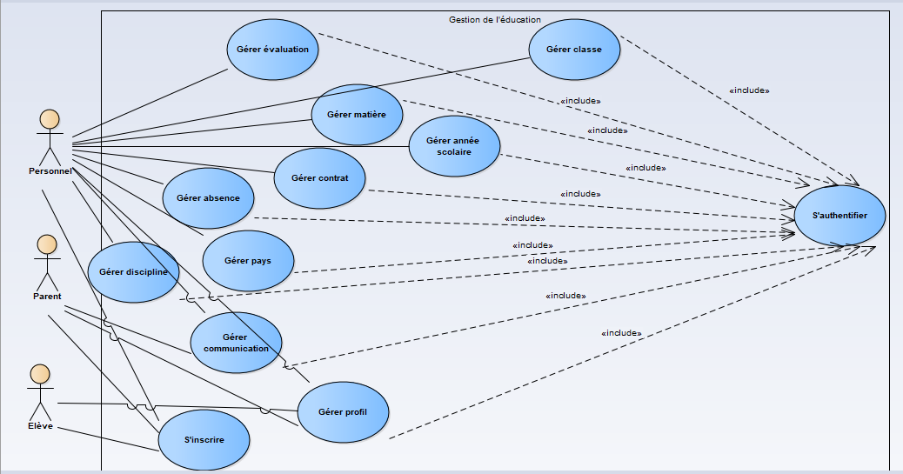 Gestion de l'éducation
Gérer évaluation
Gérer classe
«include»
«include»
Gérer matière
Personnel
«include»
Gérer année
scolaire
«include»
Gérer contrat
«include»
Gérer absence
«include»
S'authentifier
«include»
Gérer pays
«include»
Gérer discipline
Parent
«include»
Gérer
communication
«include»
Gérer profil
Elève
S'inscrire